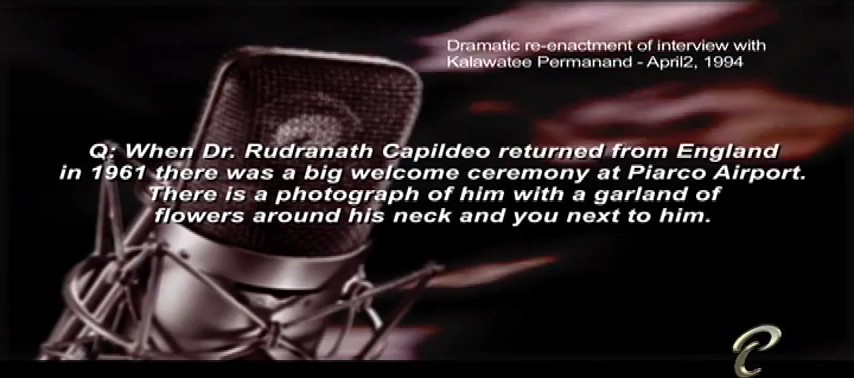 Dramatic re-enactment of interview with
Kalawatee Permanand - April2, 1994
Q: When Dr. Rudranath Capildeo returned from England
in 1961 there was a big welcome ceremony at Piarco Airport.
There is a photograph of him with a garland of
flowers around his neck and you next to him.